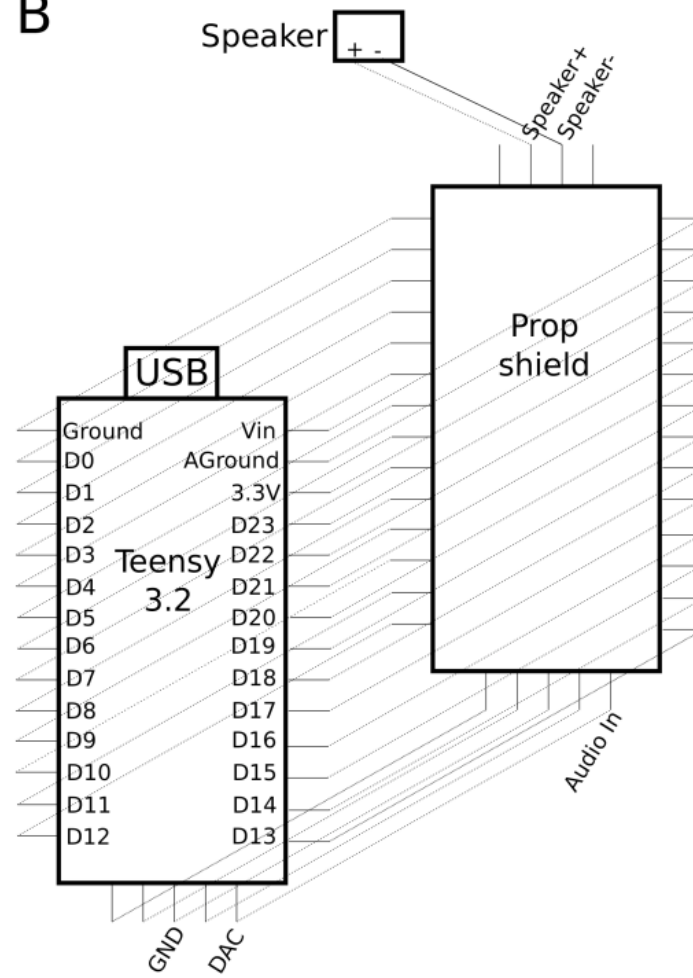 B
Speaker
+ -
Speaker+
Speaker-
Prop
shield
USB
Ground Vin
D0 AGround
D1 3.3V
D2 D23
D3 D22
Teensy
3.2
D4 D21
D5 D20
D6 D19
D7 D18
D8 D17
D9 D16
D10 D15
D11 D14
D12 D13
Audio In
GND
DAC